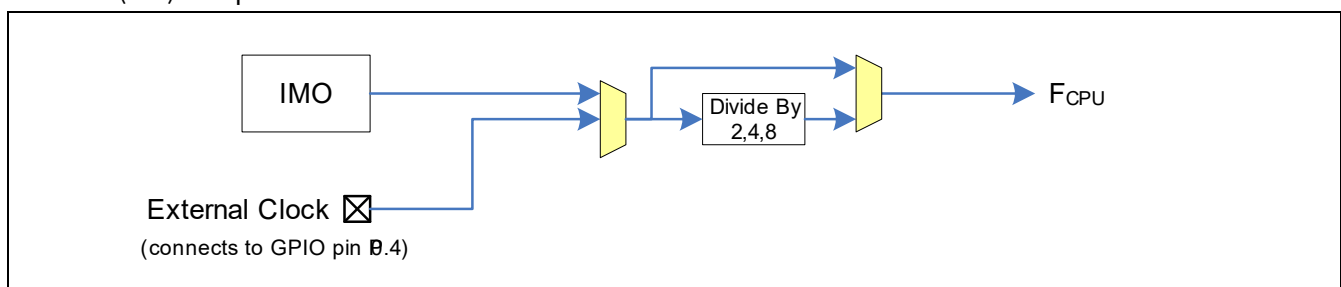 IMO
Divide By
2,4,8
FCPU
External Clock
(connects to GPIO pin P0.4)